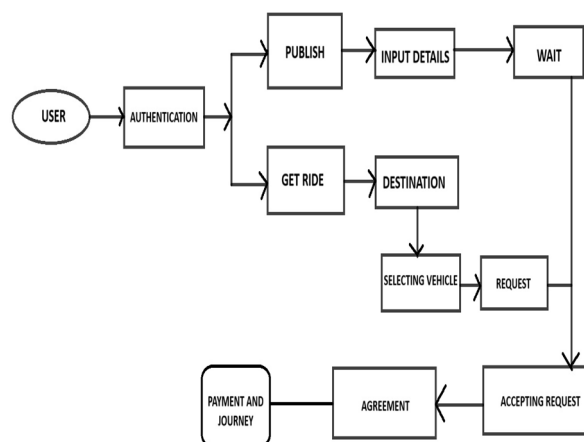 PUBLISH
INPUT DETAILS
WAIT
USER
AUTHENTICATION
GET RIDE
DESTINATION
SELECTING VEHICLE
REQUEST
PAYMENT AND
JOURNEY
AGREEMENT
ACCEPTING REQUEST